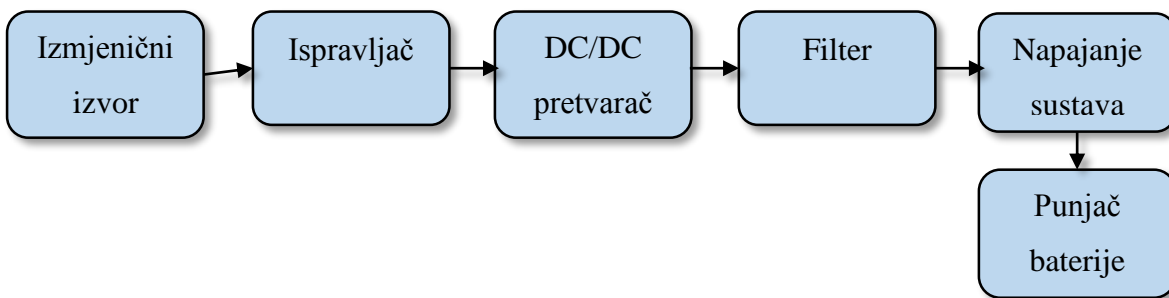 Izmjenični
izvor
Ispravljač
DC/DC
pretvarač
Filter
Napajanje
sustava
Punjač
baterije